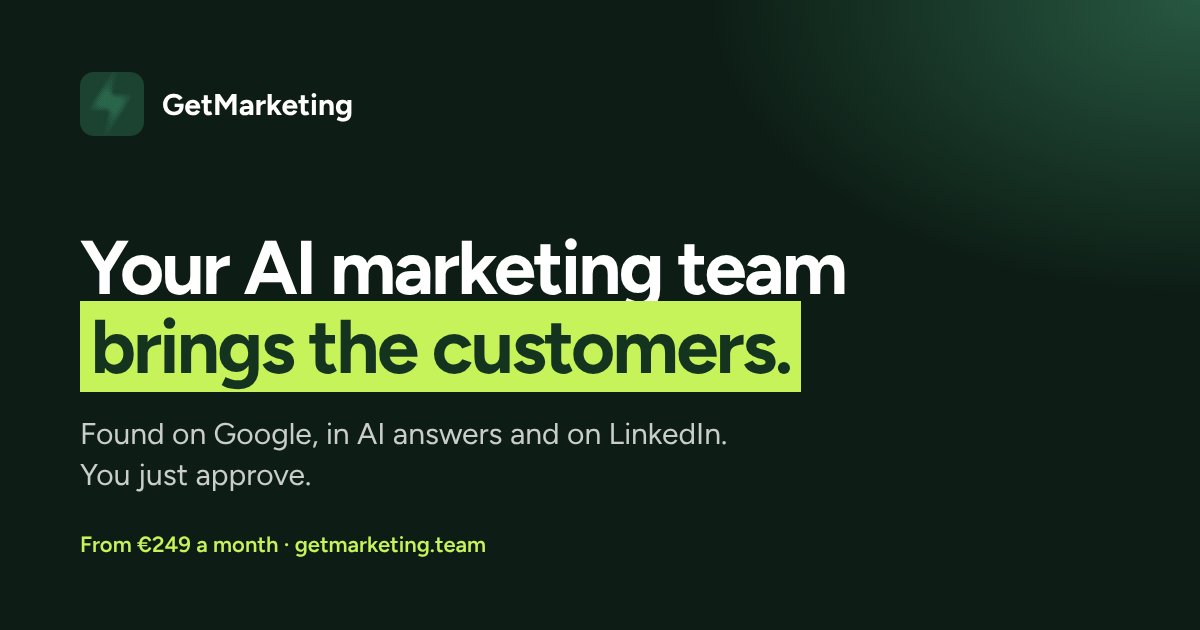 GetMarketing
Your AI marketing team
brings the customers.
Found on Google, in AI answers and on LinkedIn.
You just approve.
From €249 a month · getmarketing.team